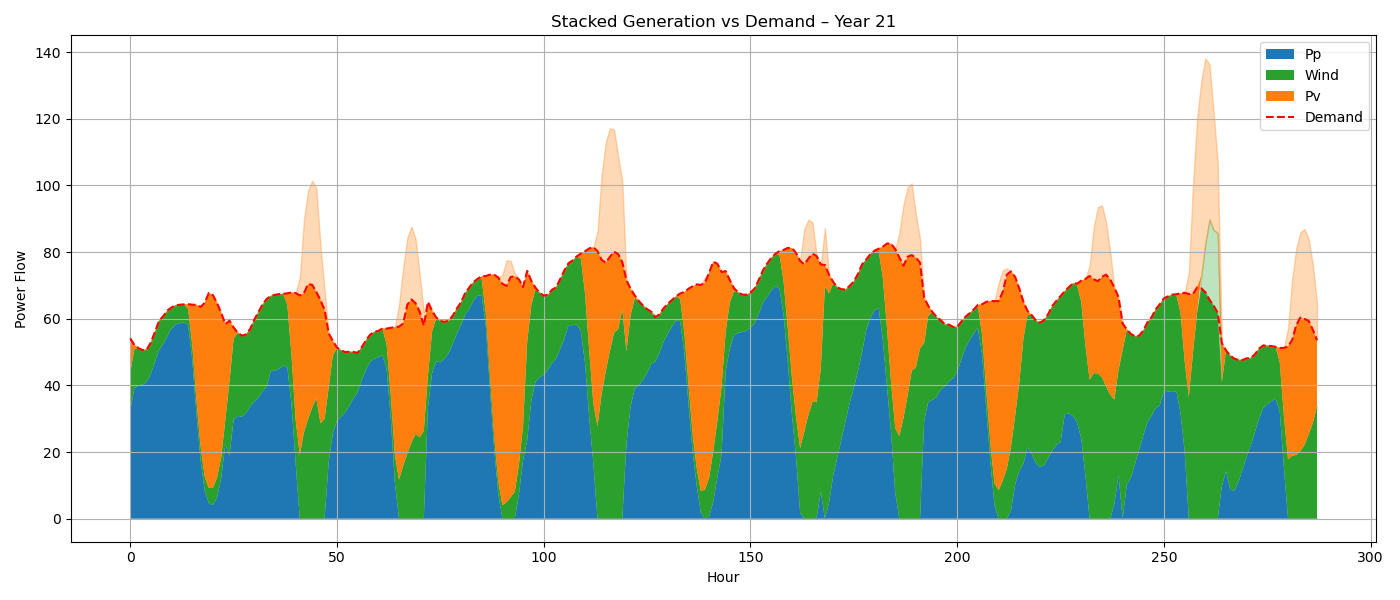 Stacked Generation vs Demand – Year 21
Power Flow
140
120
100
80
60
40
20
0
0 50 100 150 200 250 300
Hour
Pp
Wind
Pv
Demand